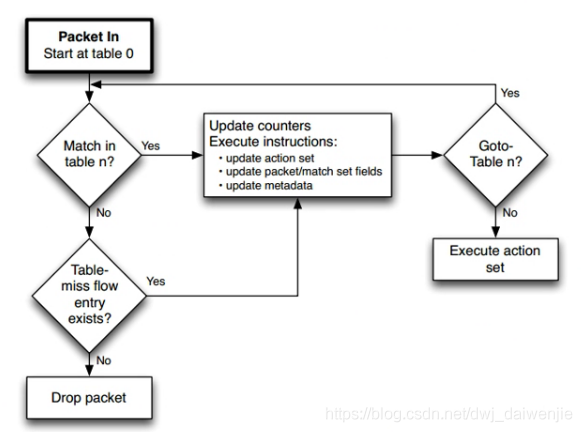 Packet In
Start at table 0
Yes
Match in
table n?
Yes
Update counters
Execute instructions:
• update action set
• update packet/match set fields
• update metadata
Goto-
Table n?
No
No
Execute action
set
Table-
miss flow
entry
exists?
Yes
No
Drop packet
https://blog.csdn.net/dwj_daiwenjie